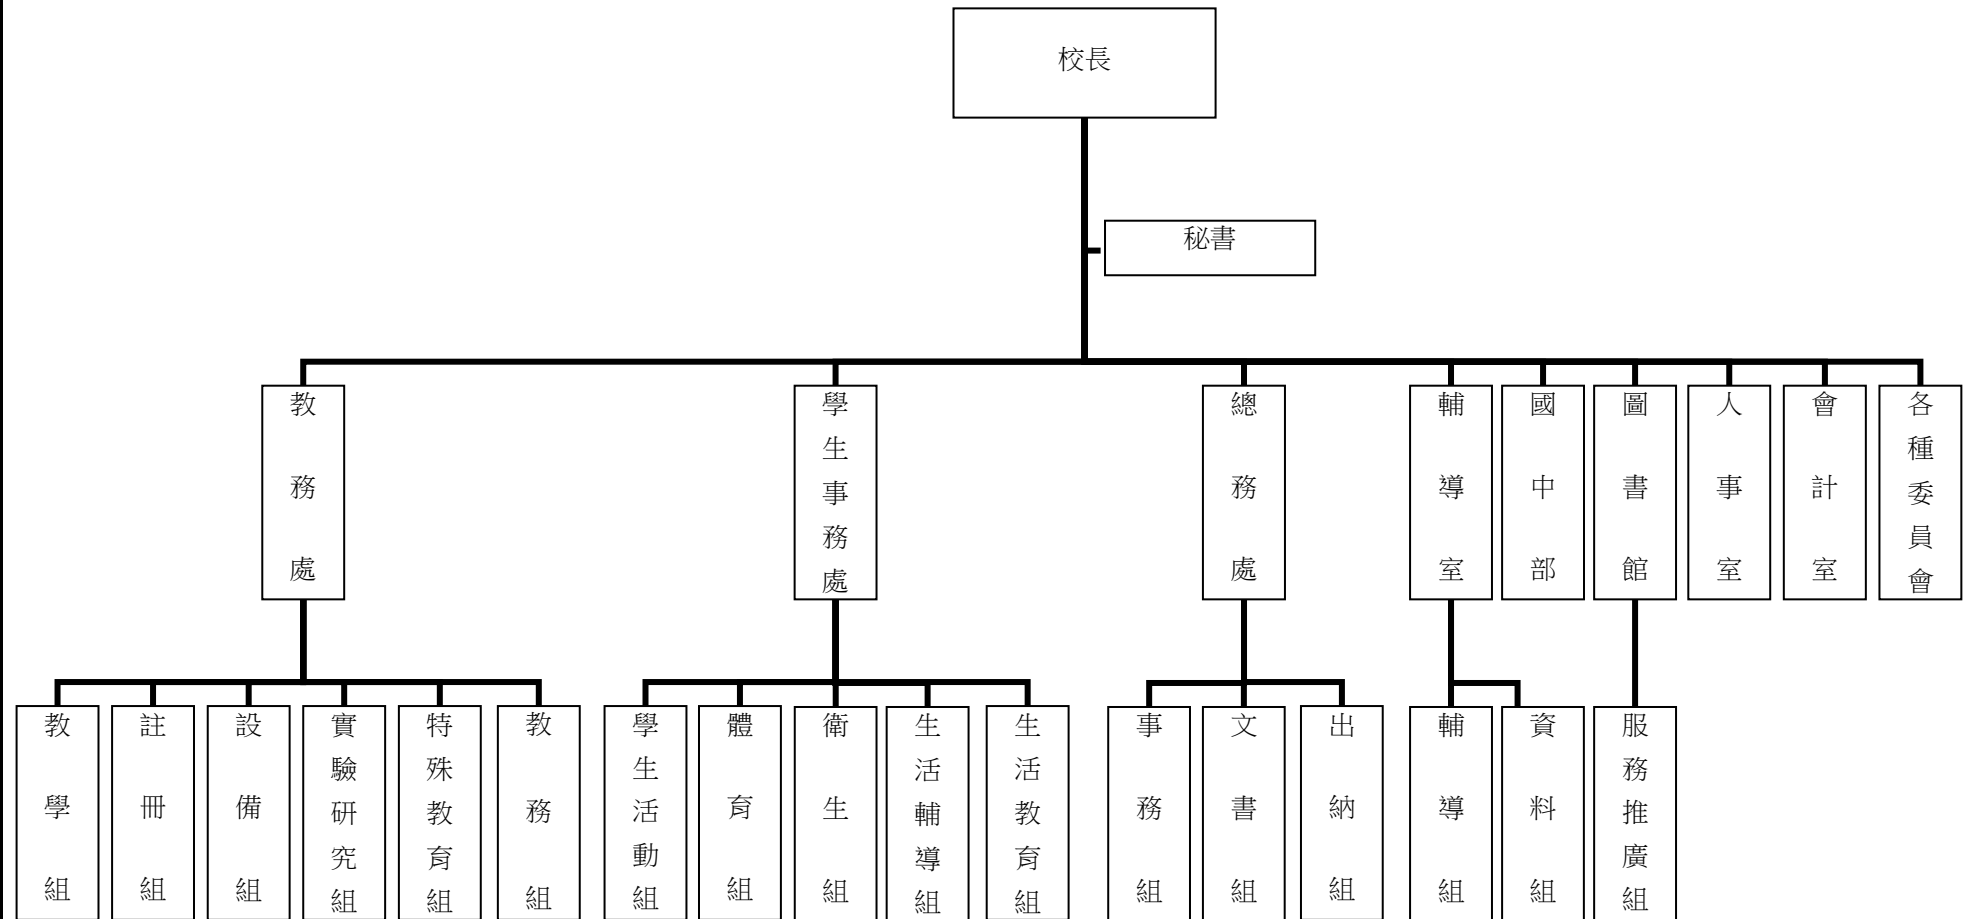 校長
秘書
教務處
學生事務處
總務處
輔導室
國中部
圖書館
人事室
會計室
各種委員會
教學組
註冊組
設備組
實驗研究組
特殊教育組
教務組
學生活動組
體育組
衛生組
生活輔導組
生活教育組
事務組
文書組
出納組
輔導組
資料組
服務推廣組